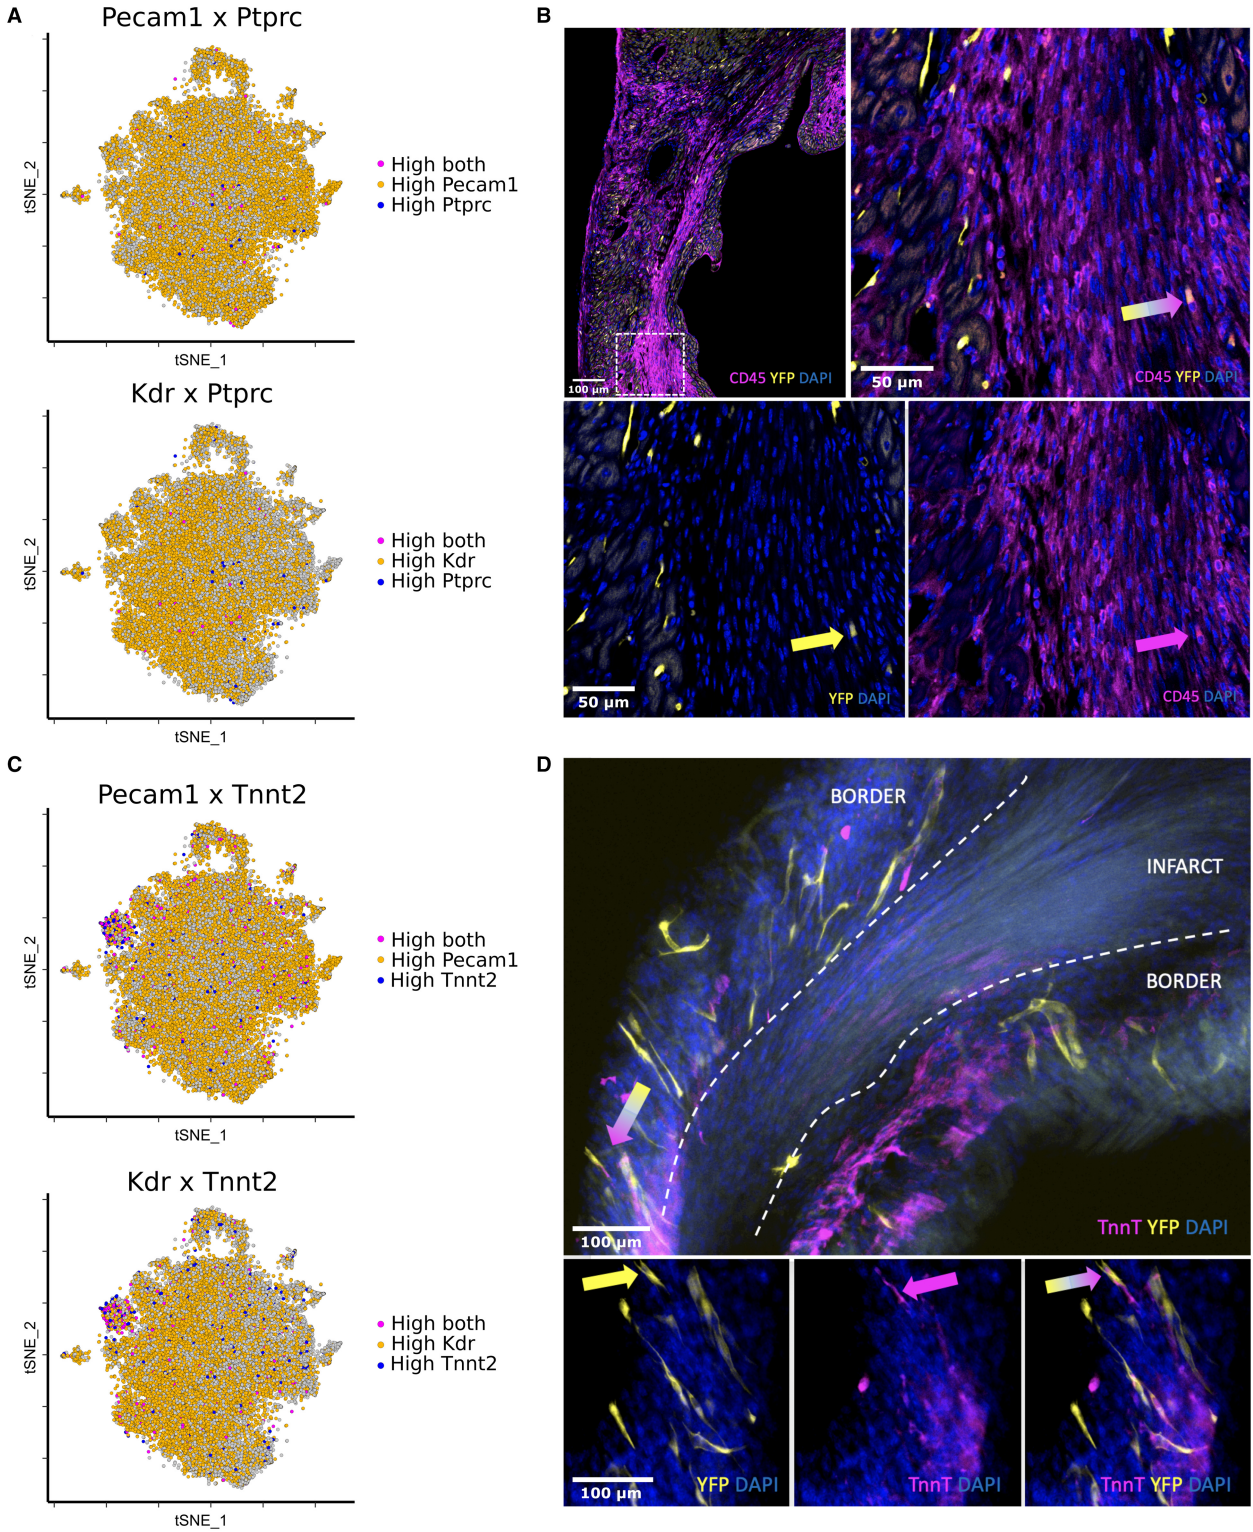 A
Pecam1 x Ptprc
tSNE_2
tSNE_1
High both
High Pecam1
High Ptprc
Kdr x Ptprc
tSNE_2
tSNE_1
High both
High Kdr
High Ptprc
B
100 µm
CD45 YFP DAPI
50 µm
CD45 YFP DAPI
50 µm
YFP DAPI
CD45 DAPI
C
Pecam1 x Tnnt2
tSNE_2
tSNE_1
High both
High Pecam1
High Tnnt2
Kdr x Tnnt2
tSNE_2
tSNE_1
High both
High Kdr
High Tnnt2
D
BORDER
INFARCT
BORDER
100 µm
TnnT YFP DAPI
100 µm
YFP DAPI
TnnT DAPI
TnnT YFP DAPI